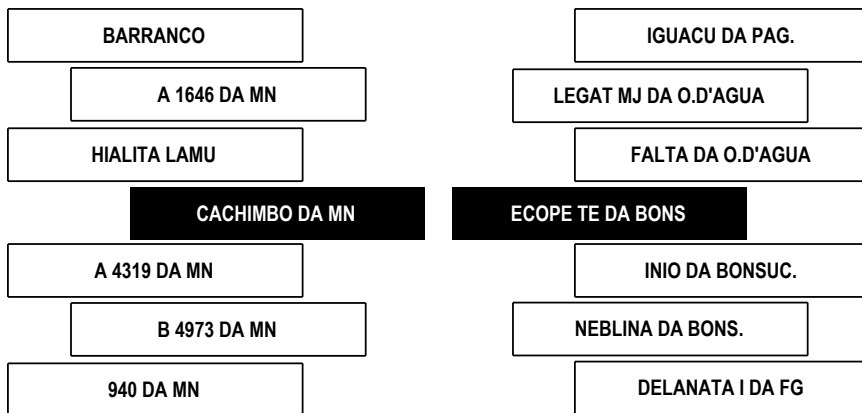 BARRANCO
IGUACU DA PAG.
A 1646 DA MN
LEGAT MJ DA O.D'AGUA
HIALITA LAMU
FALTA DA O.D'AGUA
CACHIMBO DA MN
ECOPE TE DA BONS
A 4319 DA MN
INIO DA BONSUC.
B 4973 DA MN
NEBLINA DA BONS.
940 DA MN
DELANATA I DA FG